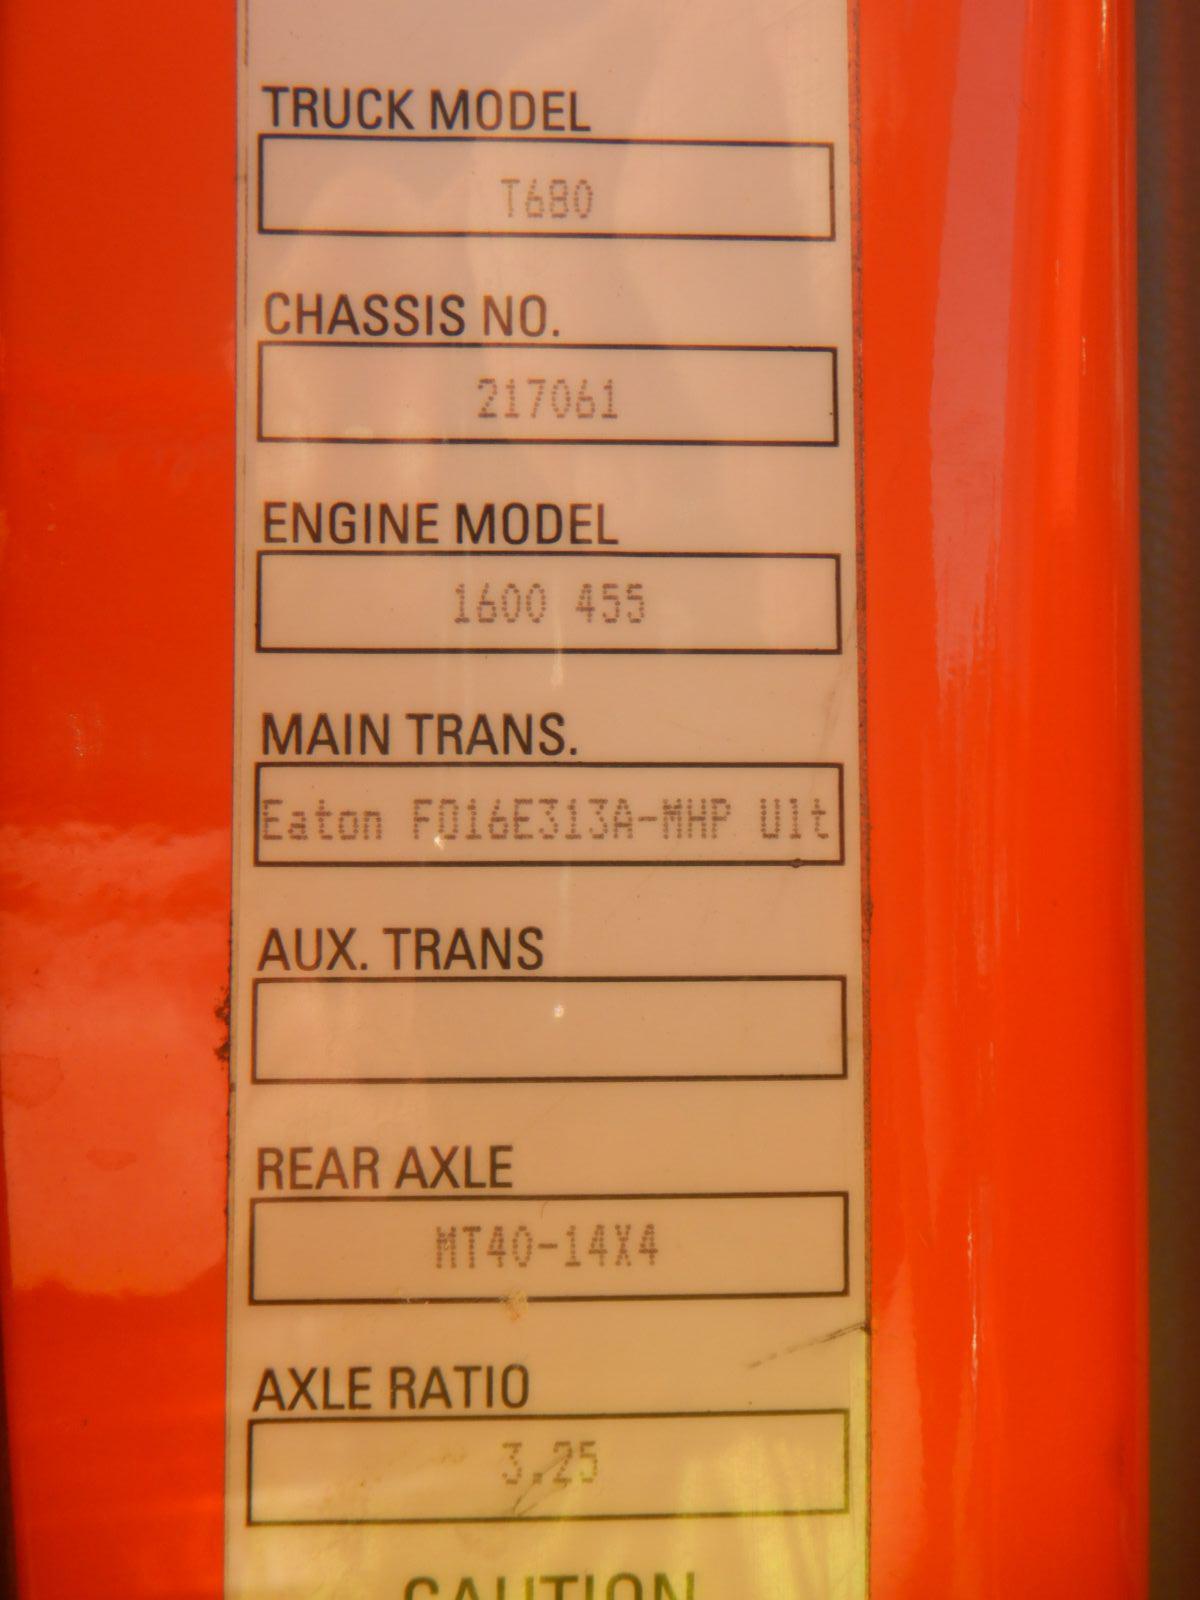 TRUCK MODEL
T680
CHASSIS NO.
217061
ENGINE MODEL
1600 455
MAIN TRANS.
Eaton FO16E313A-MHP Ult
AUX. TRANS
REAR AXLE
MT40-14X4
AXLE RATIO
3.25
CAUTION